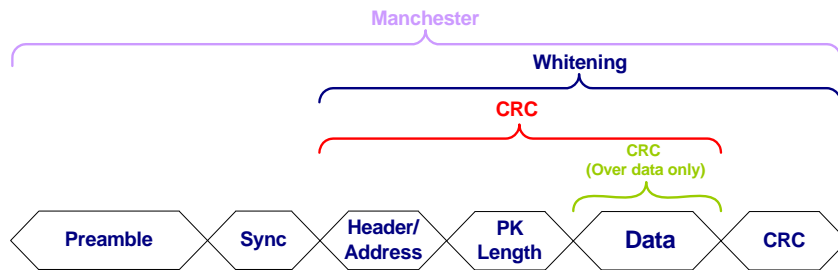 Manchester
Whitening
CRC
CRC
(Over data only)
Preamble
Sync
Header/
Address
PK
Length
Data
CRC